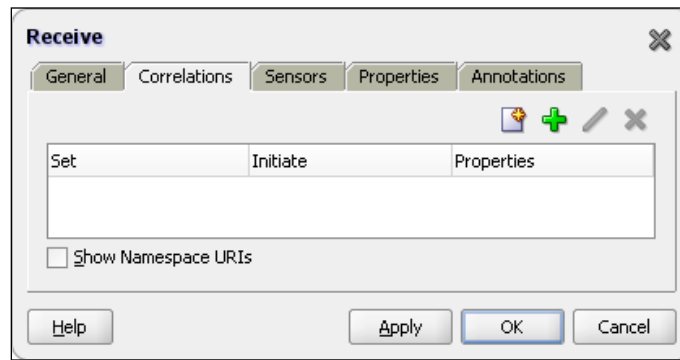 Receive
General Correlations Sensors Properties Annotations
Set Initiate Properties
Show Namespace URIs
Help Apply OK Cancel